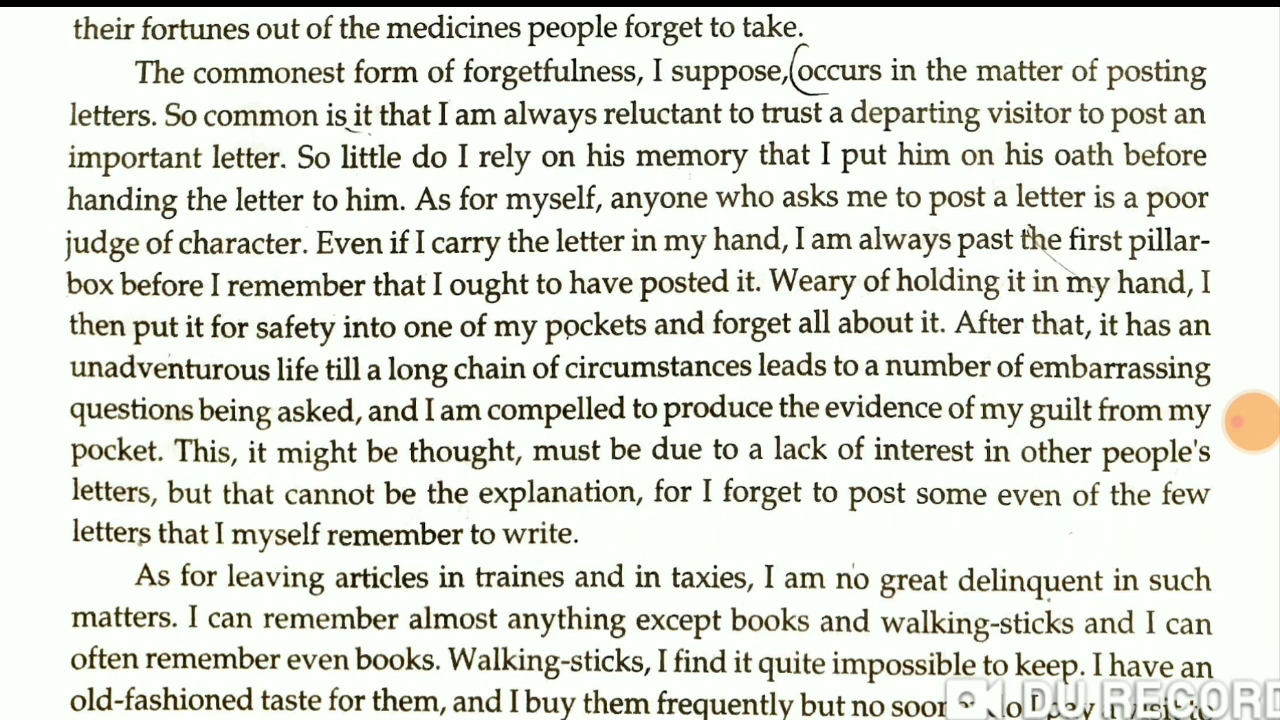 their fortunes out of the medicines people forget to take.
The commonest form of forgetfulness, I suppose, occurs in the matter of posting
letters. So common is it that I am always reluctant to trust a departing visitor to post an
important letter. So little do I rely on his memory that I put him on his oath before
handing the letter to him. As for myself, anyone who asks me to post a letter is a poor
judge of character. Even if I carry the letter in my hand, I am always past the first pillar-
box before I remember that I ought to have posted it. Weary of holding it in my hand, I
then put it for safety into one of my pockets and forget all about it. After that, it has an
unadventurous life till a long chain of circumstances leads to a number of embarrassing
questions being asked, and I am compelled to produce the evidence of my guilt from my
pocket. This, it might be thought, must be due to a lack of interest in other people's
letters, but that cannot be the explanation, for I forget to post some even of the few
letters that I myself remember to write.
As for leaving articles in traines and in taxies, I am no great delinquent in such
matters. I can remember almost anything except books and walking-sticks and I can
often remember even books. Walking-sticks, I find it quite impossible to keep. I have an
old-fashioned taste for them, and I buy them frequently but no
DU RECORD